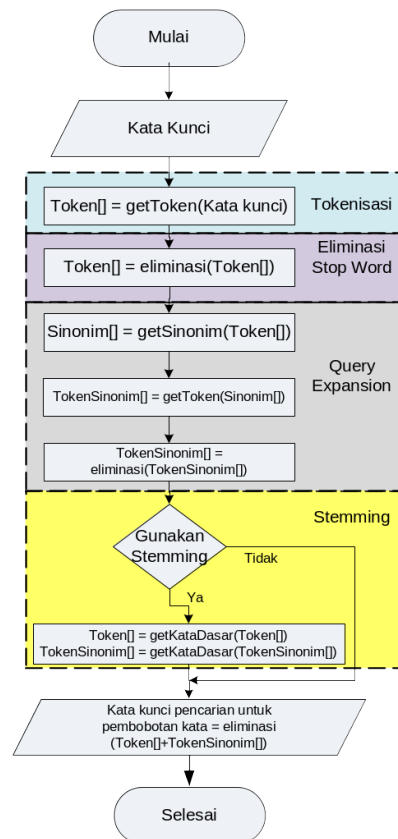 Mulai
Kata Kunci
Token[] = getToken(Kata kunci)
Tokenisasi
Token[] = eliminasi(Token[])
Eliminasi
Stop Word
Sinonim[] = getSinonim(Token[])
TokenSinonim[] = getToken(Sinonim[])
Query
Expansion
TokenSinonim[] =
eliminasi(TokenSinonim[])
Stemming
Gunakan
Stemming
Tidak
Ya
Token[] = getKataDasar(Token[])
TokenSinonim[] = getKataDasar(TokenSinonim[])
Kata kunci pencarian untuk
pembobotan kata = eliminasi
(Token[]+TokenSinonim[])
Selesai